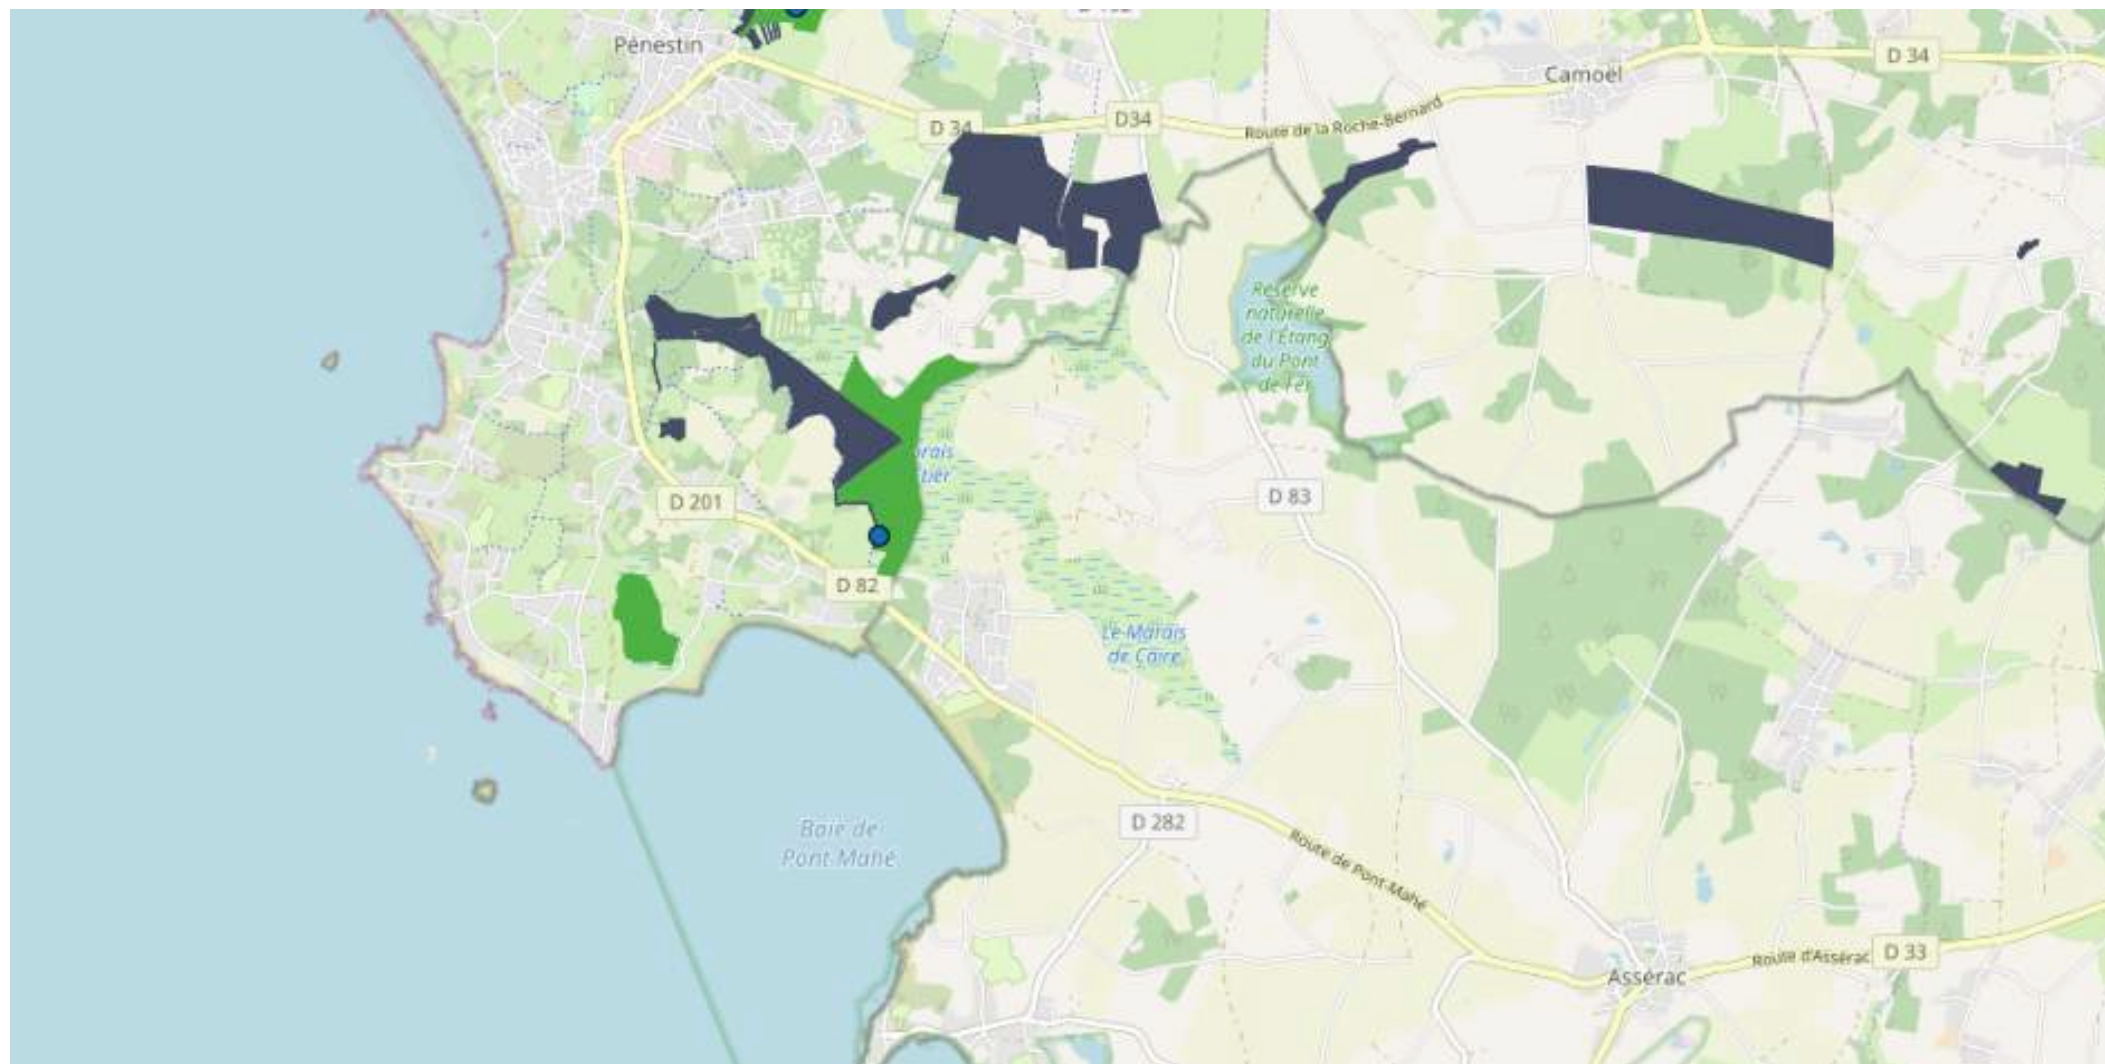 Pénestin
Camoël
D 34
D 34
D34
Route de la Roche-Bernard
Réserve
naturelle
de l'Étang
du Pont
de Fer
D 201
D 83
D 82
Le Marais
de Caire
Baie de
Pont Mahé
D 282
Route de Pont-Mahé
Assérac
Route d'Assérac
D 33